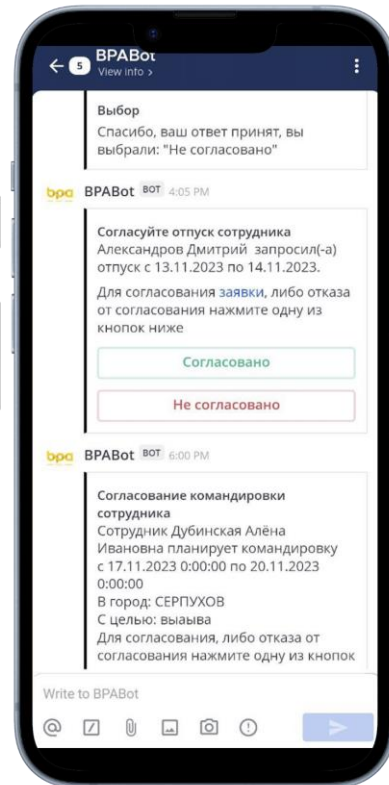 5
BPABot
View info >
Выбор
Спасибо, ваш ответ принят, вы
выбрали: "Не согласовано"
bpa BPABot BOT 4:05 PM
Согласуйте отпуск сотрудника
Александров Дмитрий запросил(-а)
отпуск с 13.11.2023 по 14.11.2023.
Для согласования заявки, либо отказа
от согласования нажмите одну из
кнопок ниже
Согласовано
Не согласовано
bpa BPABot BOT 6:00 PM
Согласование командировки
сотрудника
Сотрудник Дубинская Алёна
Ивановна планирует командировку
с 17.11.2023 0:00:00 по 20.11.2023
0:00:00
В город: СЕРПУХОВ
С целью: выаыва
Для согласования, либо отказа от
согласования нажмите одну из кнопок
Write to BPABot